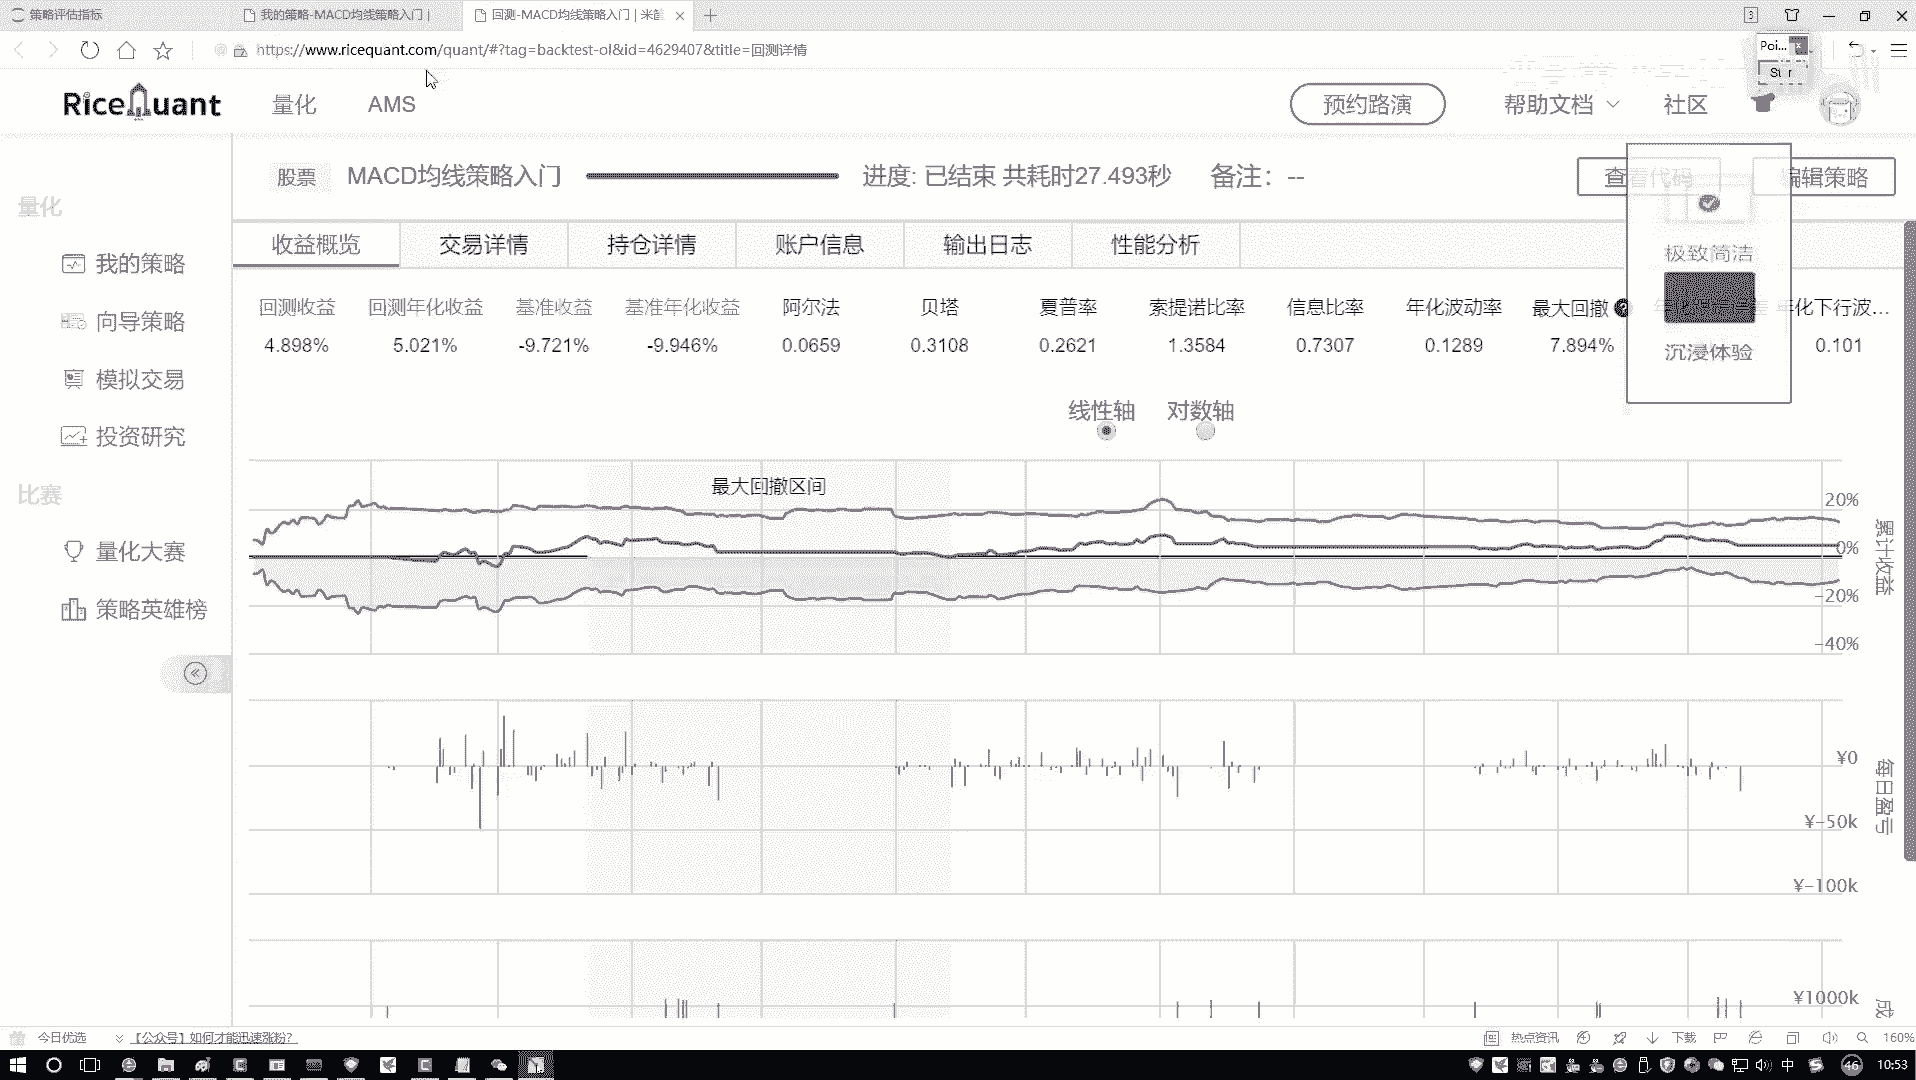 策略评估指标
我的策略-MACD均线策略入门 |
回测-MACD均线策略入门 | 米筐
3
https://www.ricequant.com/quant/#?tag=backtest-ol&id=4629407&title=回测详情
Poi...
RiceQuant
量化
AMS
预约路演
帮助文档
社区
股票
MACD均线策略入门
进度: 已结束 共耗时27.493秒
备注：--
查看代码
编辑策略
极致简洁
沉浸体验
量化
我的策略
向导策略
模拟交易
投资研究
比赛
量化大赛
策略英雄榜
收益概览
交易详情
持仓详情
账户信息
输出日志
性能分析
回测收益 回测年化收益 基准收益 基准年化收益 阿尔法 贝塔 夏普率 索提诺比率 信息比率 年化波动率 最大回撤 年化下行波...
4.898% 5.021% -9.721% -9.946% 0.0659 0.3108 0.2621 1.3584 0.7307 0.1289 7.894% 0.101
线性轴 对数轴
最大回撤区间
20%
0%
-20%
-40%
累计收益
¥0
¥-50k
¥-100k
每日盈亏
¥1000k
成
今日优选
【公众号】如何才能迅速涨粉？
热点资讯
下载
160%
中
46
10:53